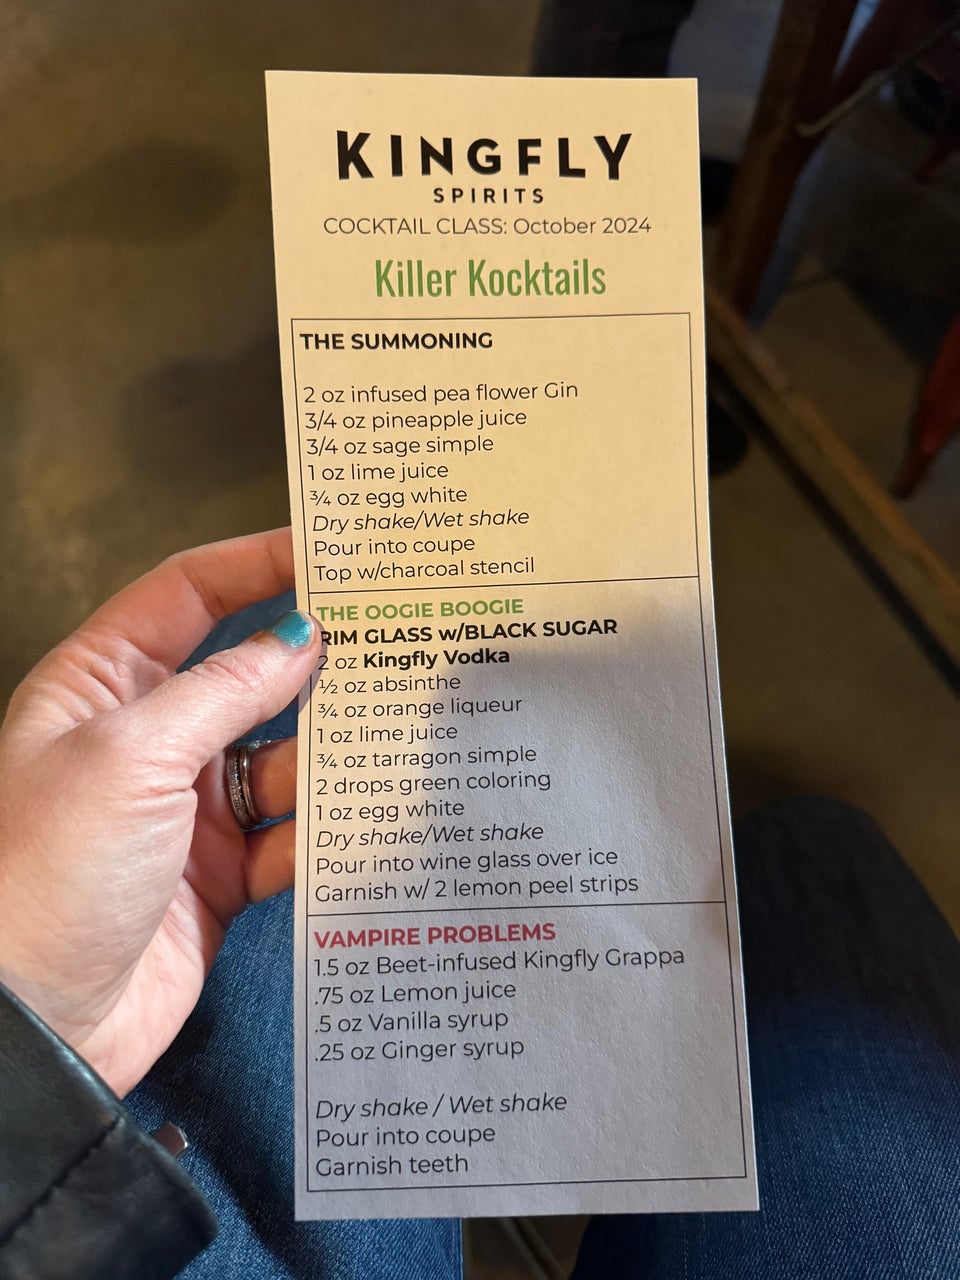 KINGFLY
SPIRITS
COCKTAIL CLASS: October 2024
Killer Kocktails
THE SUMMONING
2 oz infused pea flower Gin
3/4 oz pineapple juice
3/4 oz sage simple
1 oz lime juice
¾ oz egg white
Dry shake/Wet shake
Pour into coupe
Top w/charcoal stencil
THE OOGIE BOOGIE
RIM GLASS w/BLACK SUGAR
2 oz Kingfly Vodka
½ oz absinthe
¾ oz orange liqueur
1 oz lime juice
¾ oz tarragon simple
2 drops green coloring
1 oz egg white
Dry shake/Wet shake
Pour into wine glass over ice
Garnish w/ 2 lemon peel strips
VAMPIRE PROBLEMS
1.5 oz Beet-infused Kingfly Grappa
.75 oz Lemon juice
.5 oz Vanilla syrup
.25 oz Ginger syrup
Dry shake / Wet shake
Pour into coupe
Garnish teeth